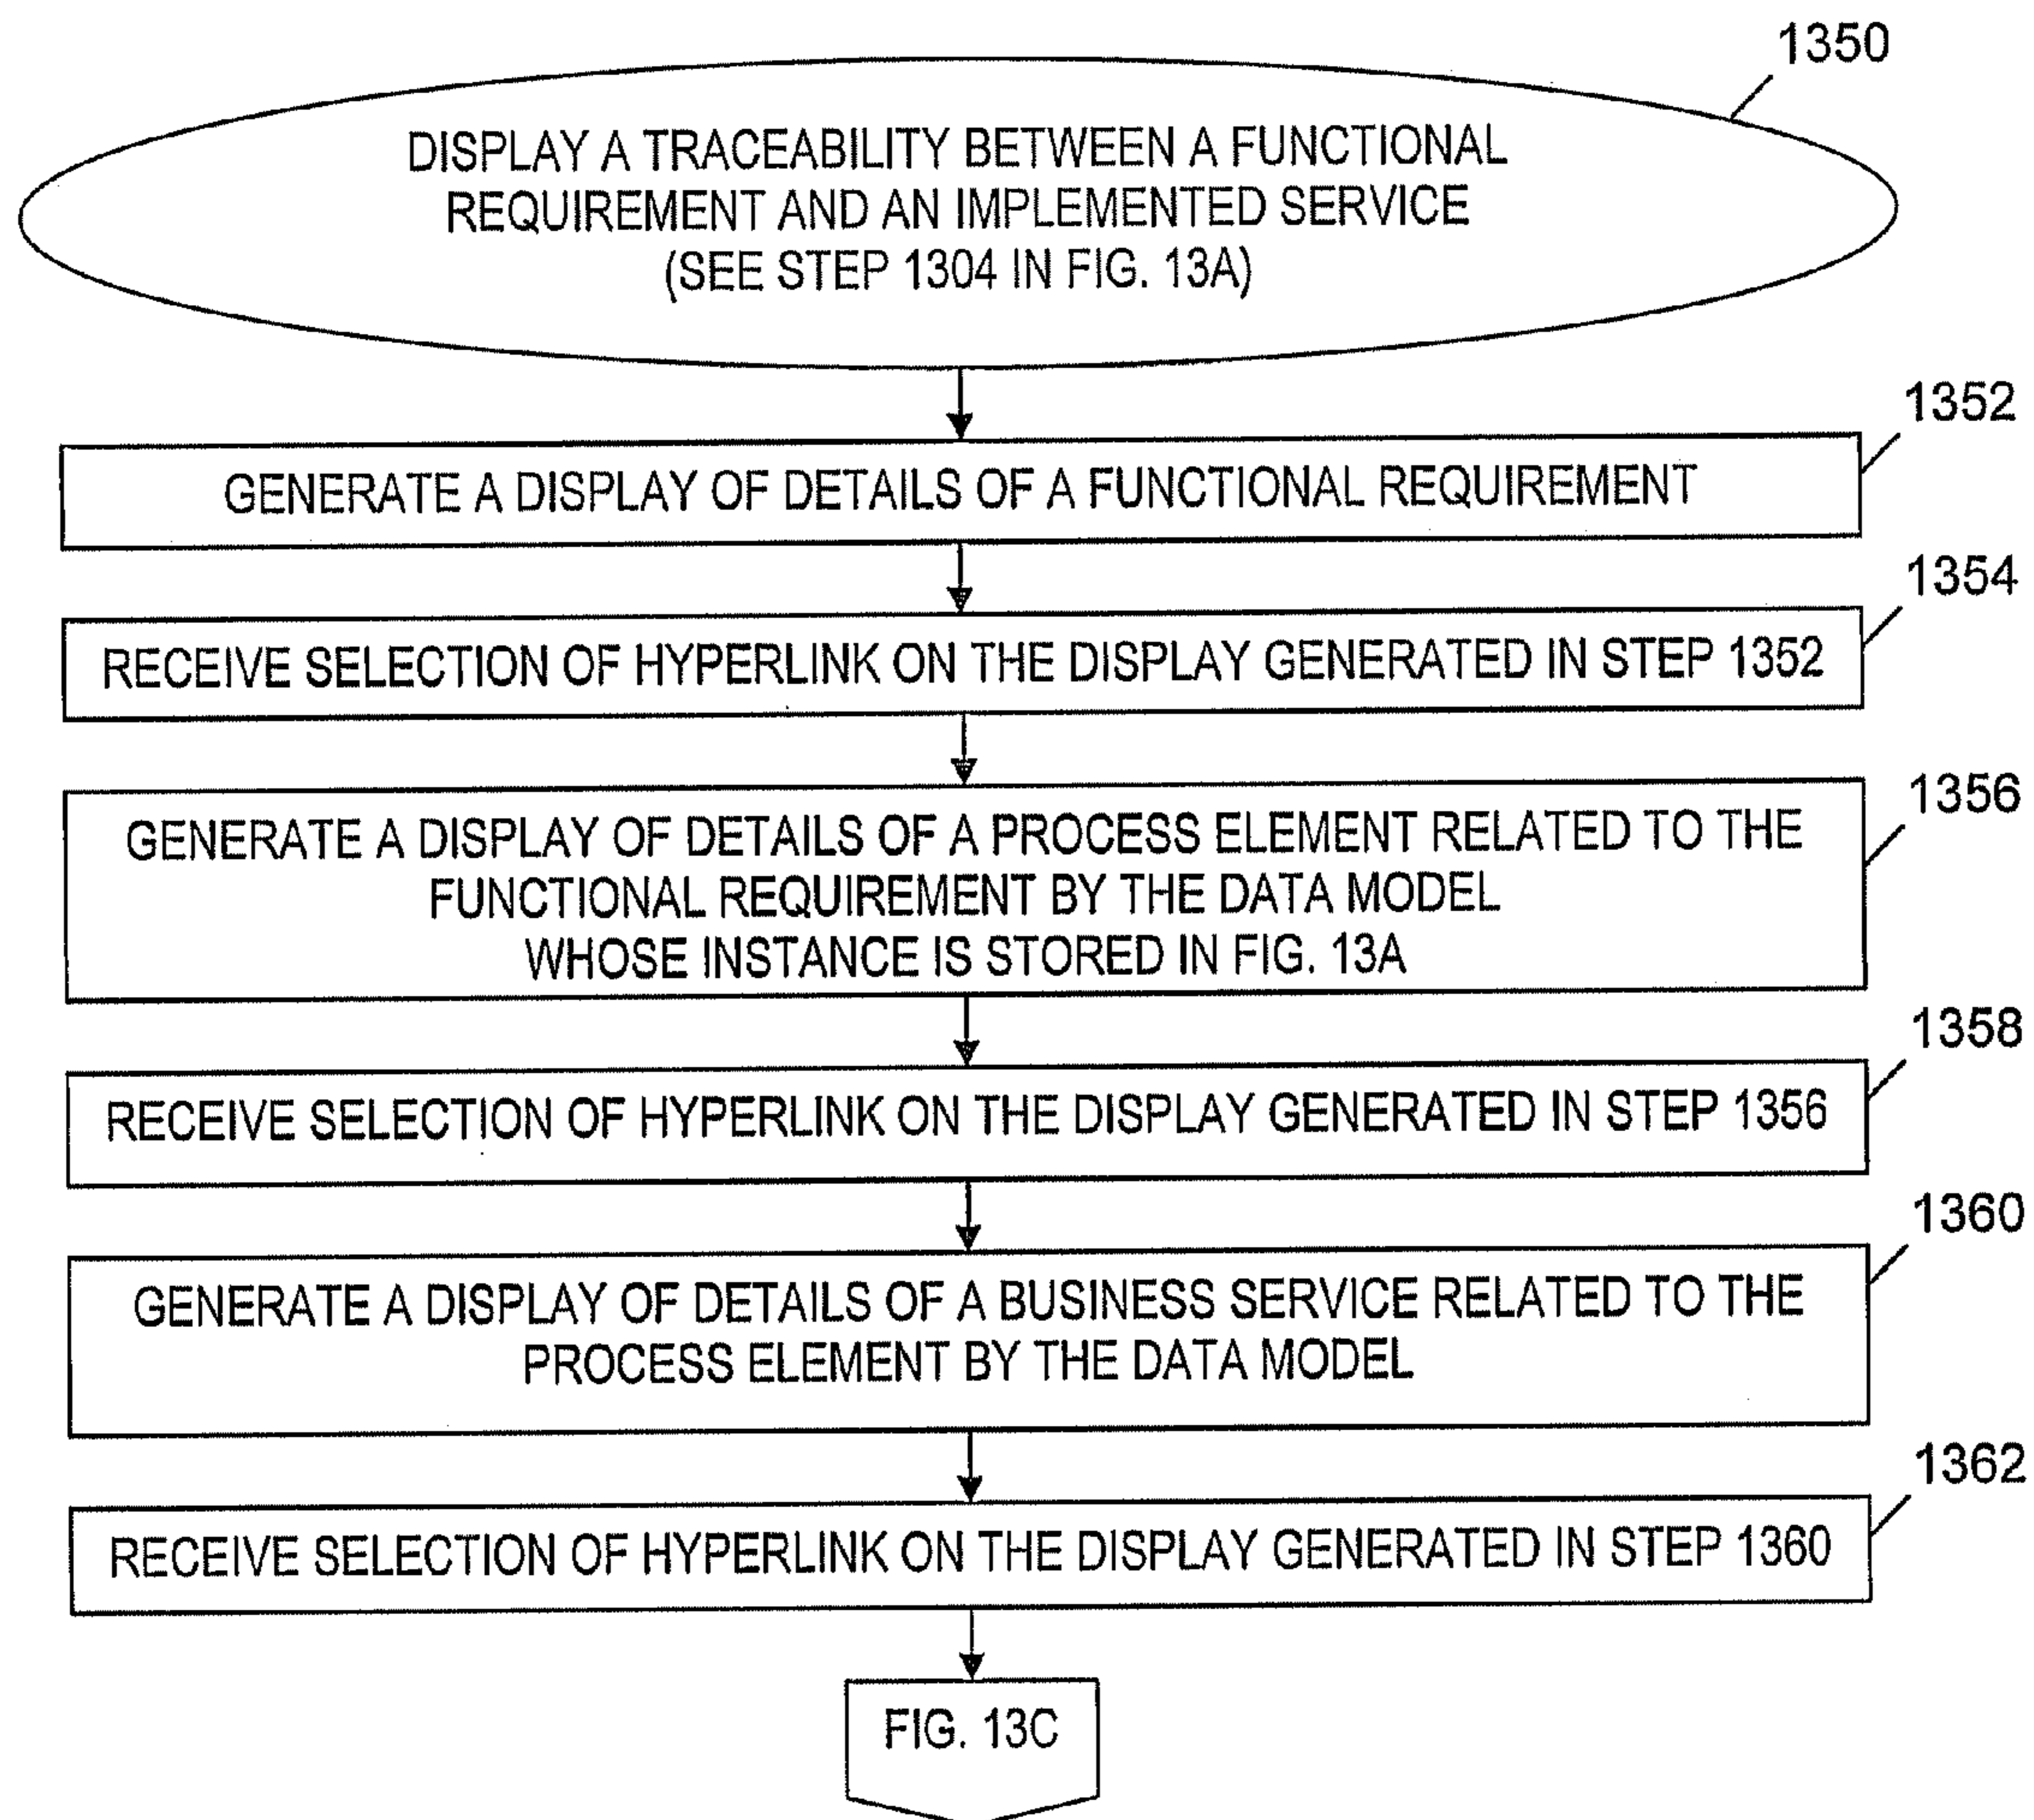 1350
DISPLAY A TRACEABILITY BETWEEN A FUNCTIONAL
REQUIREMENT AND AN IMPLEMENTED SERVICE
(SEE STEP 1304 IN FIG. 13A)
1352
GENERATE A DISPLAY OF DETAILS OF A FUNCTIONAL REQUIREMENT
1354
RECEIVE SELECTION OF HYPERLINK ON THE DISPLAY GENERATED IN STEP 1352
1356
GENERATE A DISPLAY OF DETAILS OF A PROCESS ELEMENT RELATED TO THE
FUNCTIONAL REQUIREMENT BY THE DATA MODEL
WHOSE INSTANCE IS STORED IN FIG. 13A
1358
RECEIVE SELECTION OF HYPERLINK ON THE DISPLAY GENERATED IN STEP 1356
1360
GENERATE A DISPLAY OF DETAILS OF A BUSINESS SERVICE RELATED TO THE
PROCESS ELEMENT BY THE DATA MODEL
1362
RECEIVE SELECTION OF HYPERLINK ON THE DISPLAY GENERATED IN STEP 1360
FIG. 13C